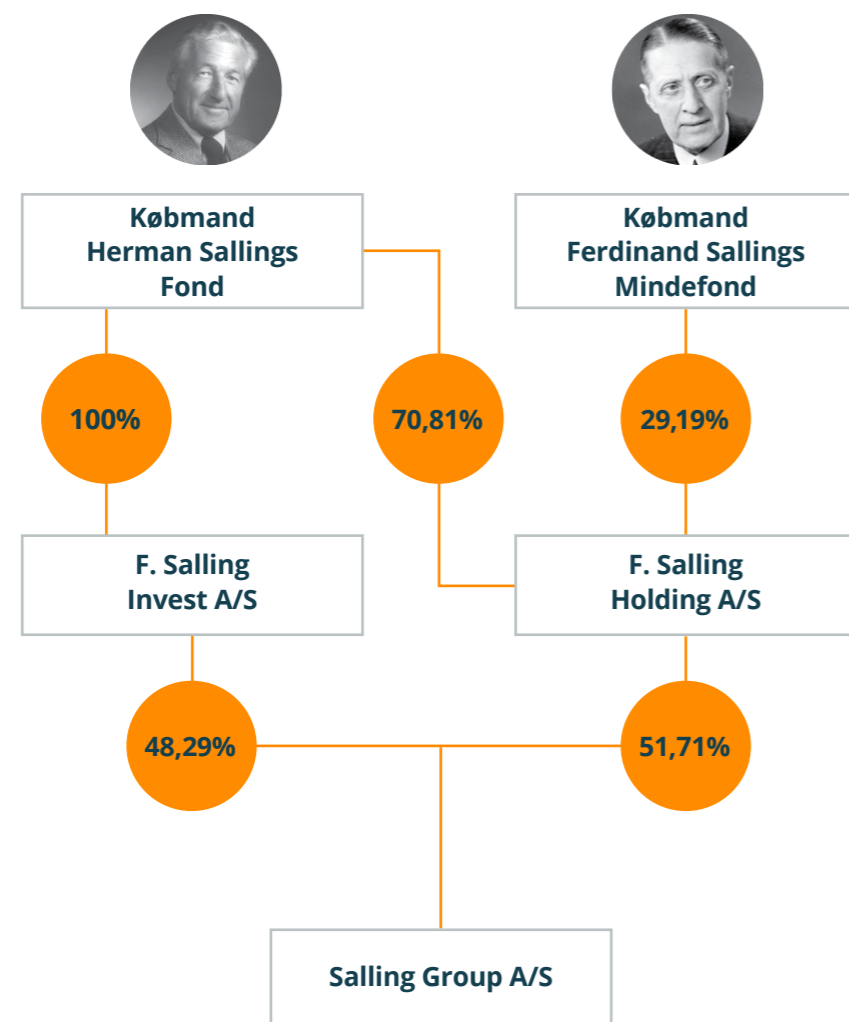 Købmand
Herman Sallings
Fond
Købmand
Ferdinand Sallings
Mindefond
100%
70,81%
29,19%
F. Salling
Invest A/S
F. Salling
Holding A/S
48,29%
51,71%
Salling Group A/S